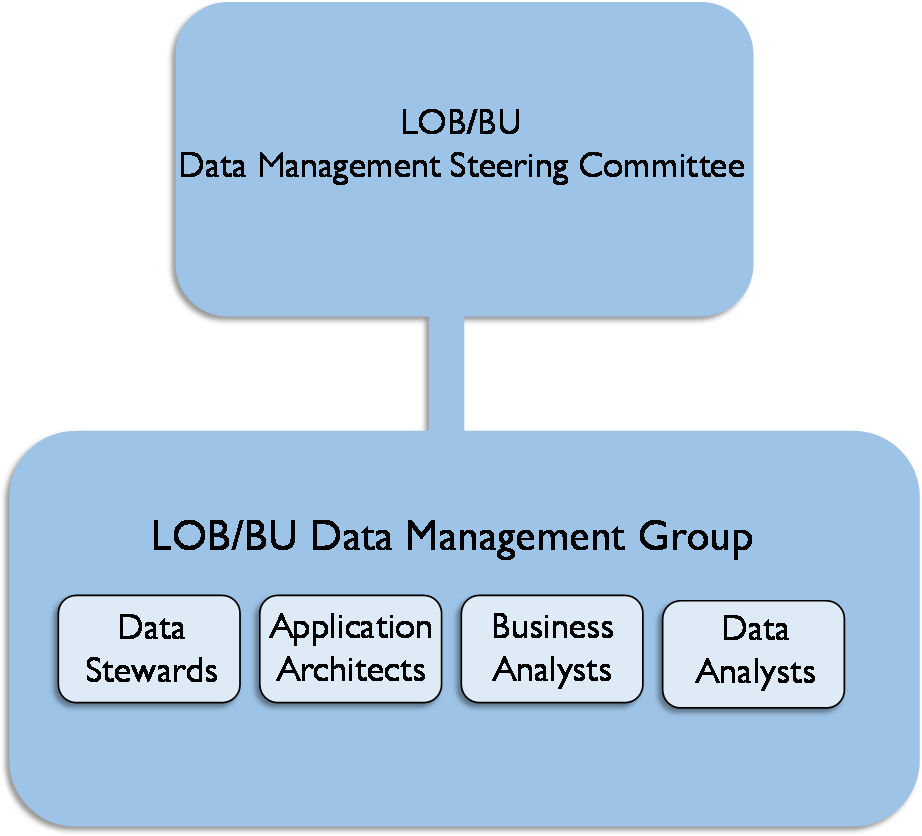 LOB/BU
Data Management Steering Committee
LOB/BU Data Management Group
Data
Stewards
Application
Architects
Business
Analysts
Data
Analysts